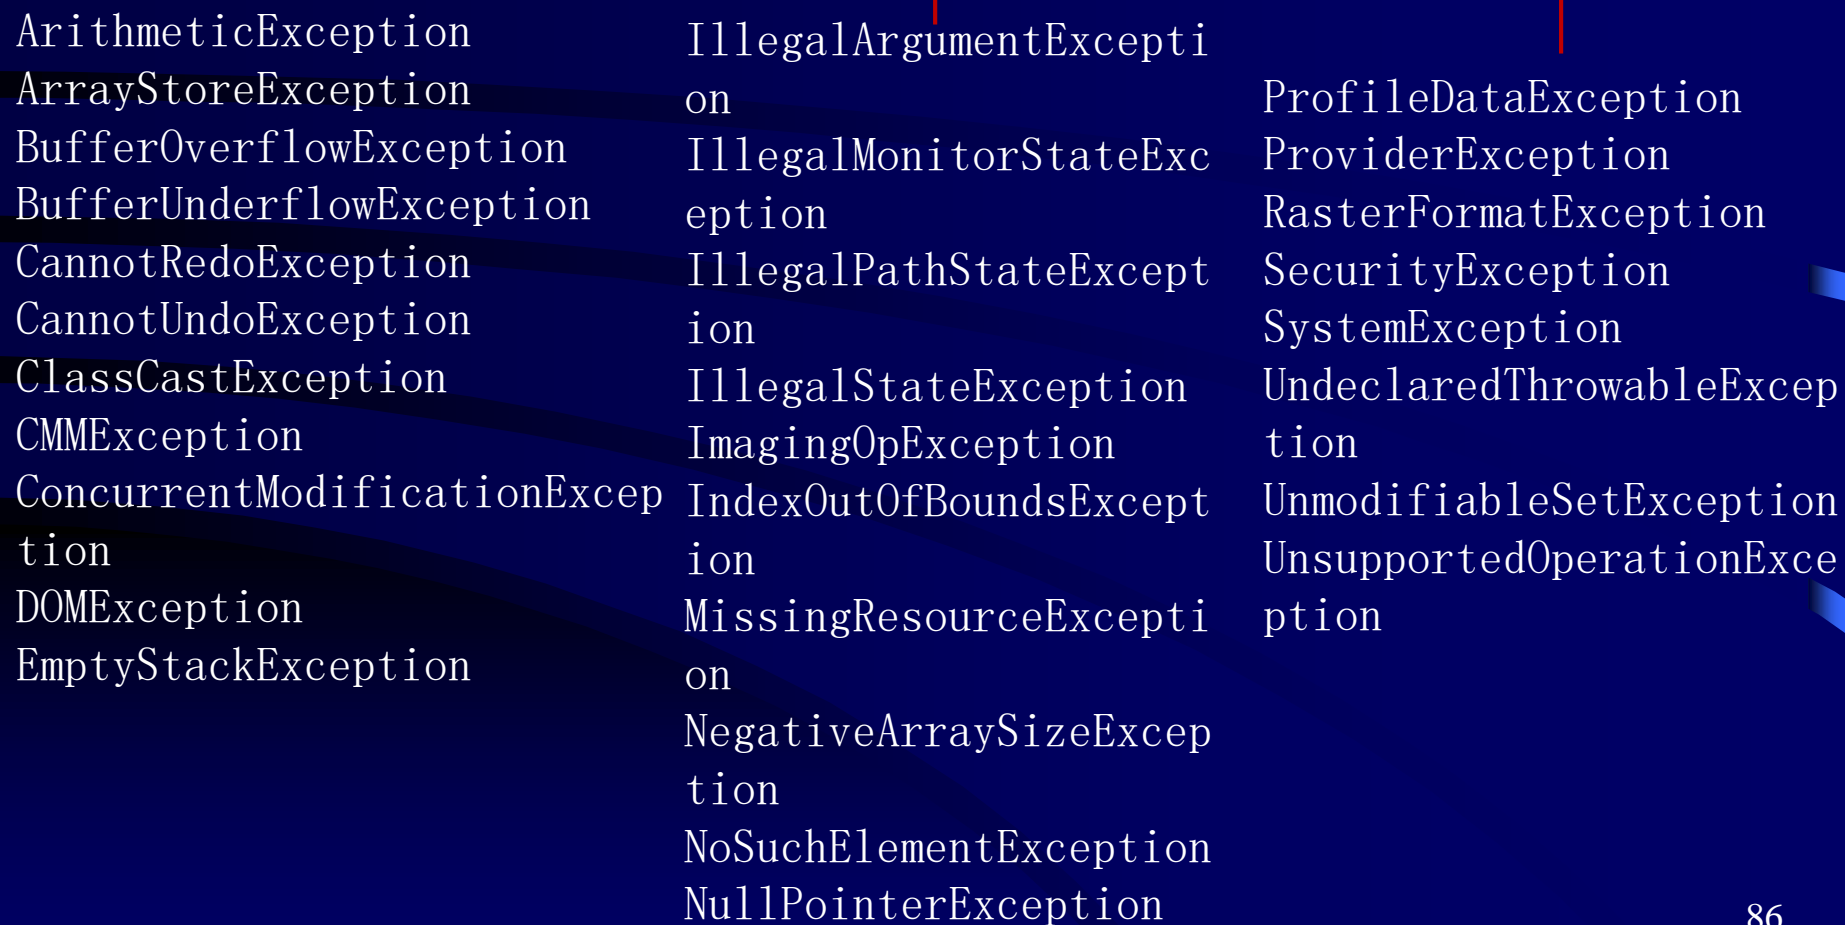 ArithmeticException
ArrayStoreException
BufferOverflowException
BufferUnderflowException
CannotRedoException
CannotUndoException
ClassCastException
CMMException
ConcurrentModificationExcep
tion
DOMException
EmptyStackException
IllegalArgumentExcepti
on
IllegalMonitorStateExc
eption
IllegalPathStateExcept
ion
IllegalStateException
ImagingOpException
IndexOutOfBoundsExcept
ion
MissingResourceExcepti
on
NegativeArraySizeExcep
tion
NoSuchElementException
NullPointerException
ProfileDataException
ProviderException
RasterFormatException
SecurityException
SystemException
UndeclaredThrowableExcep
tion
UnmodifiableSetException
UnsupportedOperationExce
ption
86